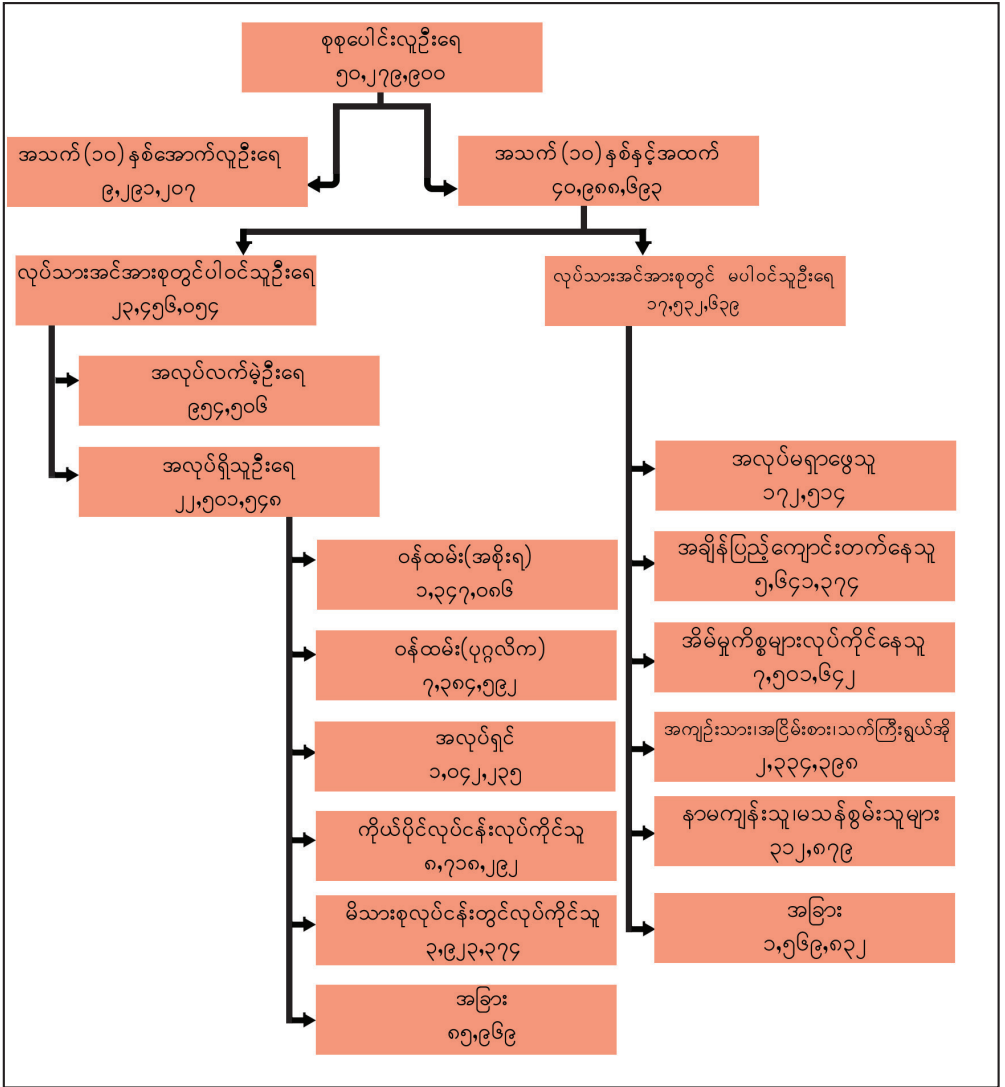 စုစုပေါင်းလူဦးရေ
၅၀,၂၇၉,၉၀၀
အသက် (၁၀) နှစ်အောက်လူဦးရေ
၉,၂၉၁,၂၀၇
အသက် (၁၀) နှစ်နှင့်အထက်
၄၀,၉၈၈,၆၉၃
လုပ်သားအင်အားစုတွင်ပါဝင်သူဦးရေ
၂၃,၄၅၆,၀၅၄
အလုပ်လက်မဲ့ဦးရေ
၉၅၄,၅၀၆
အလုပ်ရှိသူဦးရေ
၂၂,၅၀၁,၅၄၈
ဝန်ထမ်း(အစိုးရ)
၁,၃၄၇,၀၈၆
ဝန်ထမ်း(ပုဂ္ဂလိက)
၇,၃၈၄,၅၉၂
အလုပ်ရှင်
၁,၀၄၂,၂၃၅
ကိုယ်ပိုင်လုပ်ငန်းလုပ်ကိုင်သူ
၈,၇၁၈,၂၉၂
မိသားစုလုပ်ငန်းတွင်လုပ်ကိုင်သူ
၃,၉၂၃,၃၇၄
အခြား
၈၅,၉၆၉
လုပ်သားအင်အားစုတွင် မပါဝင်သူဦးရေ
၁၇,၅၃၂,၆၃၉
အလုပ်မရှာဖွေသူ
၁၇၂,၅၁၄
အချိန်ပြည့်ကျောင်းတက်နေသူ
၅,၆၄၁,၃၇၄
အိမ်မှုကိစ္စများလုပ်ကိုင်နေသူ
၇,၅၀၁,၆၄၂
အကျဉ်းသား၊အငြိမ်းစား၊သက်ကြီးရွယ်အို
၂,၃၃၄,၃၉၈
နာမကျန်းသူ၊မသန်စွမ်းသူများ
၃၁၂,၈၇၉
အခြား
၁,၅၆၉,၈၃၂